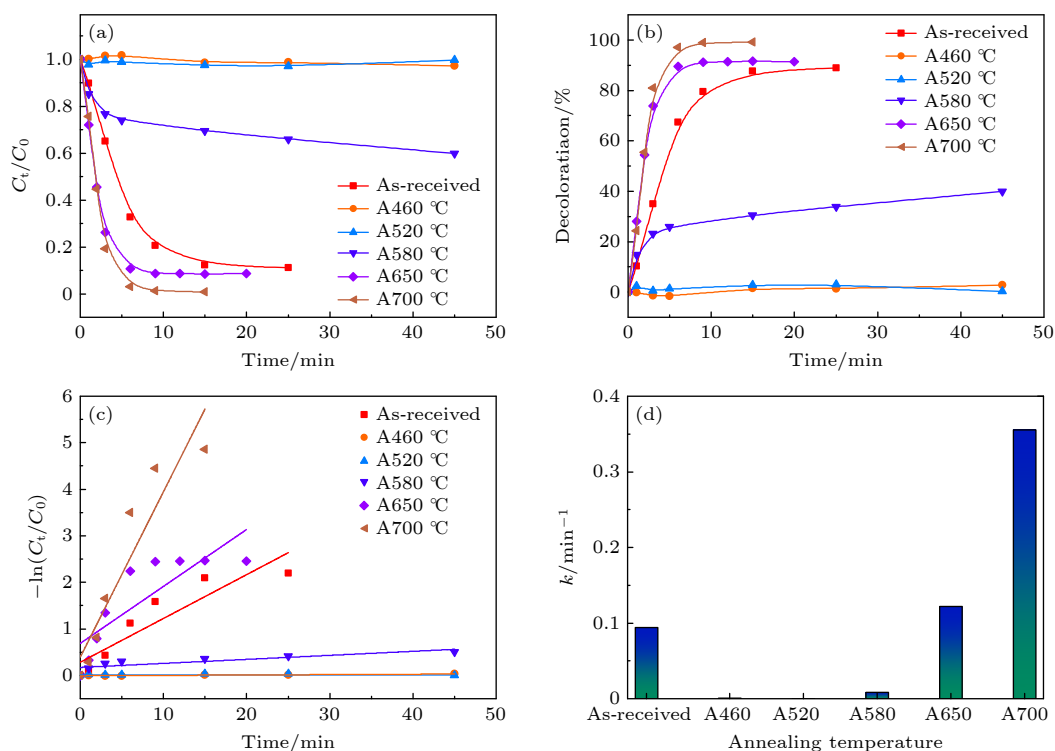 (a)
1.0
0.8
0.6
0.4
0.2
0
Cₜ/C₀
As-received
A460 ℃
A520 ℃
A580 ℃
A650 ℃
A700 ℃
0 10 20 30 40 50
Time/min
(b)
100
80
60
40
20
0
Decoloratiaon/%
As-received
A460 ℃
A520 ℃
A580 ℃
A650 ℃
A700 ℃
0 10 20 30 40 50
Time/min
(c)
6
5
4
3
2
1
0
−ln(Cₜ/C₀)
As-received
A460 ℃
A520 ℃
A580 ℃
A650 ℃
A700 ℃
0 10 20 30 40 50
Time/min
(d)
0.4
0.3
0.2
0.1
0
k/min⁻¹
As-received A460 A520 A580 A650 A700
Annealing temperature